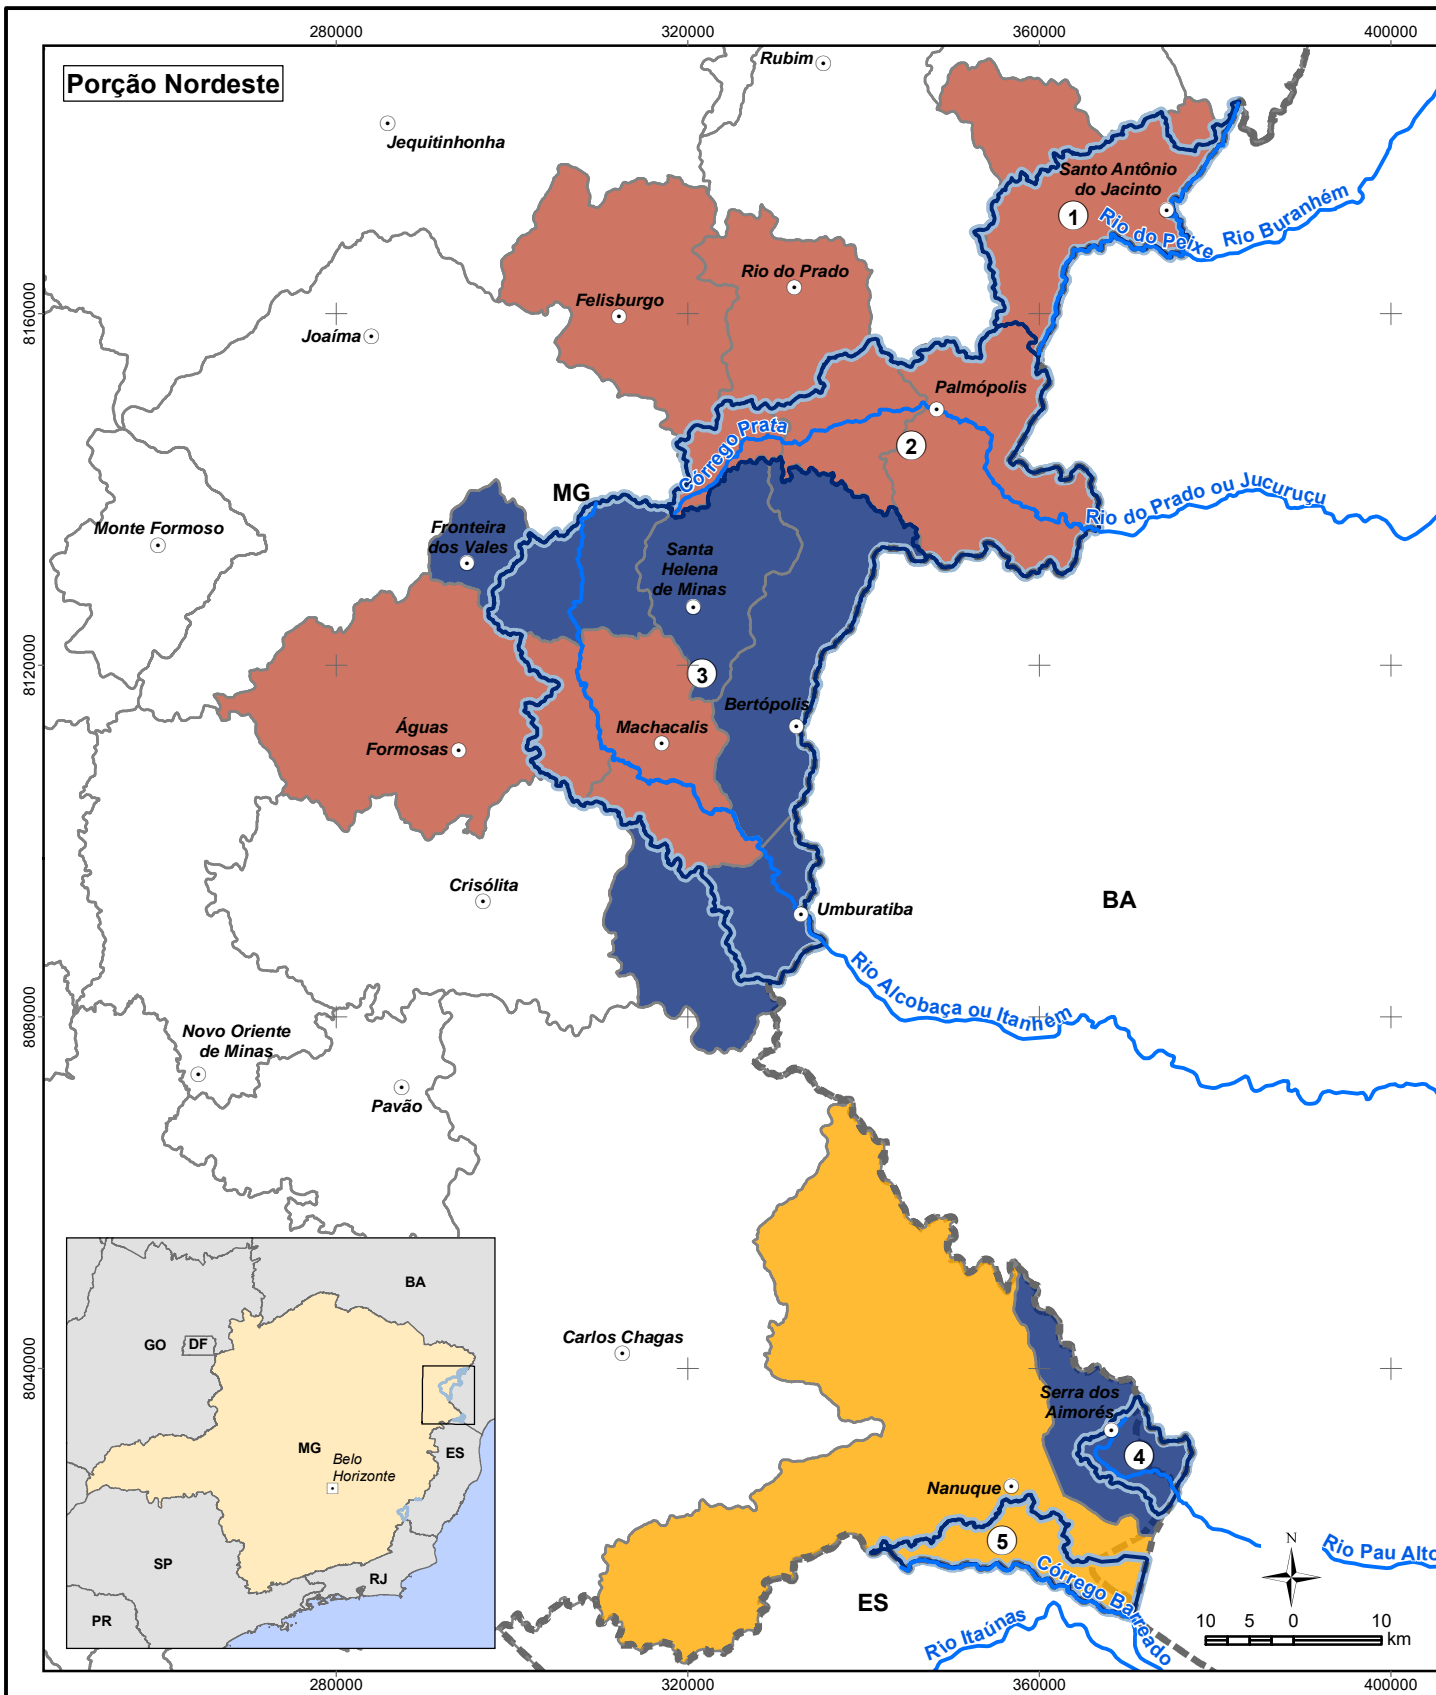 280000
320000
360000
400000
Porção Nordeste
Rubim
Jequitinhonha
Santo Antônio
do Jacinto
1
Rio do Peixe
Rio Buranhém
Rio do Prado
Felisburgo
8160000
Joaíma
Palmópolis
Córrego Prata
2
MG
Rio do Prado ou Jucuruçu
Monte Formoso
Fronteira
dos Vales
Santa
Helena
de Minas
8120000
3
Bertópolis
Águas
Formosas
Machacalis
Crisólita
BA
Umburatiba
Rio Alcobaça ou Itanhém
8080000
Novo Oriente
de Minas
Pavão
BA
GO
DF
MG
Belo
Horizonte
ES
SP
RJ
PR
8040000
Carlos Chagas
Serra dos
Aimorés
4
Nanuque
5
Córrego Barreado
Rio Pau Alto
ES
Rio Itaúnas
N
10
5
0
10
km
280000
320000
360000
400000